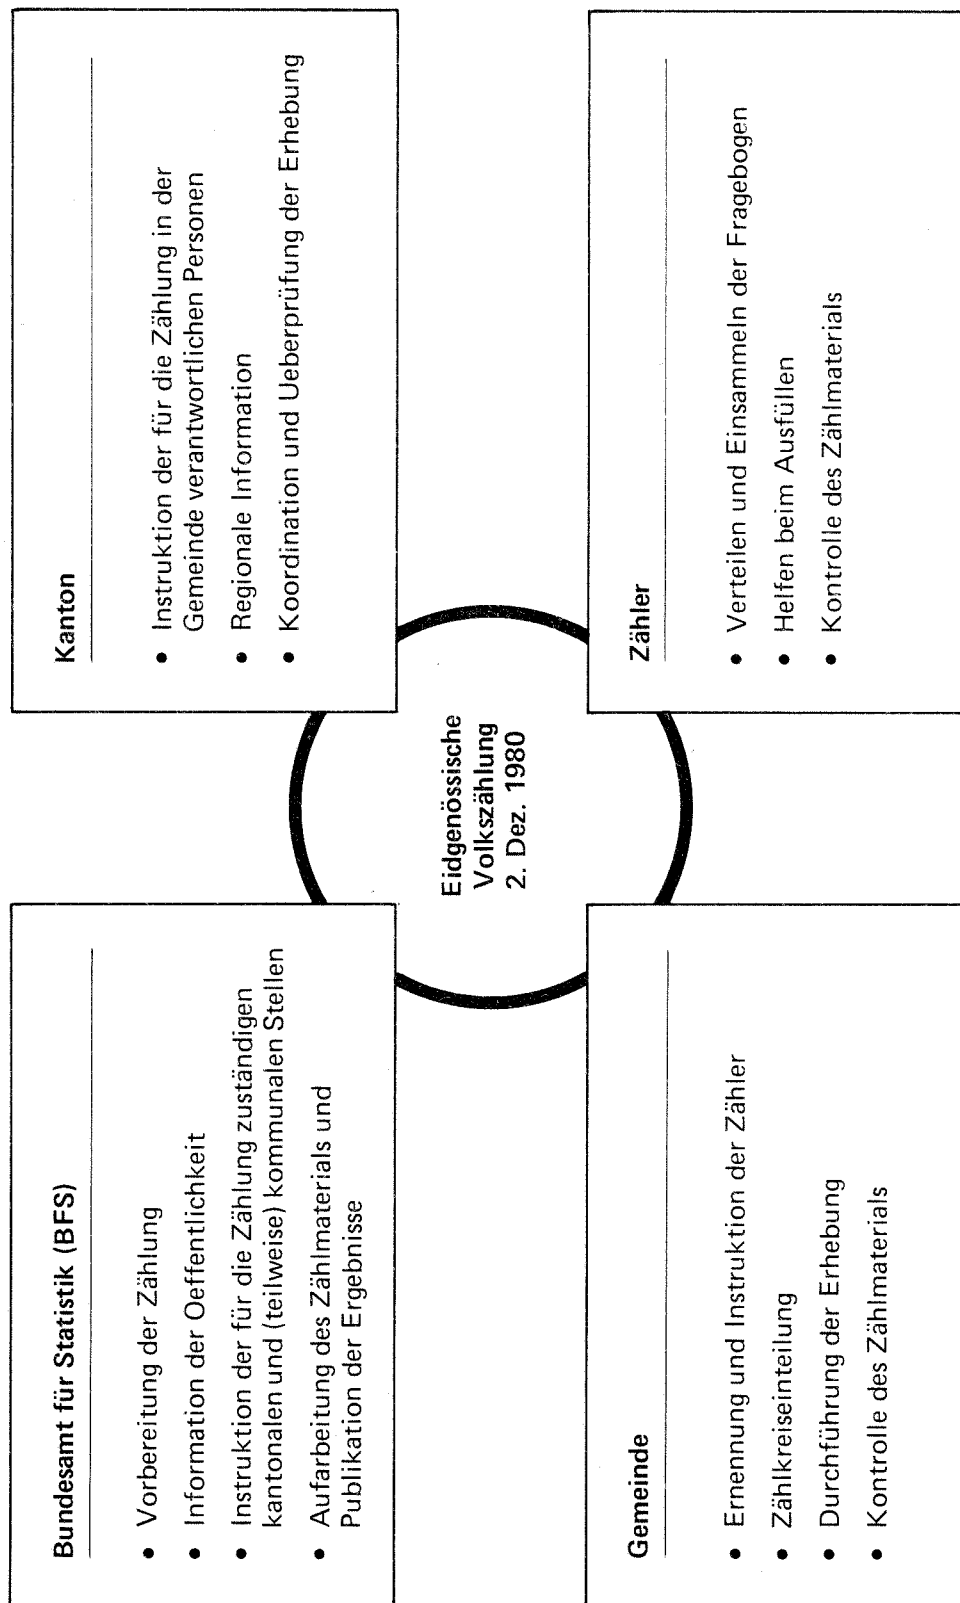 Bundesamt für Statistik (BFS)
• Vorbereitung der Zählung
• Information der Oeffentlichkeit
• Instruktion der für die Zählung zuständigen
kantonalen und (teilweise) kommunalen Stellen
• Aufarbeitung des Zählmaterials und
Publikation der Ergebnisse
Kanton
• Instruktion der für die Zählung in der
Gemeinde verantwortlichen Personen
• Regionale Information
• Koordination und Ueberprüfung der Erhebung
Eidgenössische
Volkszählung
2. Dez. 1980
Gemeinde
• Ernennung und Instruktion der Zähler
• Zählkreiseinteilung
• Durchführung der Erhebung
• Kontrolle des Zählmaterials
Zähler
• Verteilen und Einsammeln der Fragebogen
• Helfen beim Ausfüllen
• Kontrolle des Zählmaterials